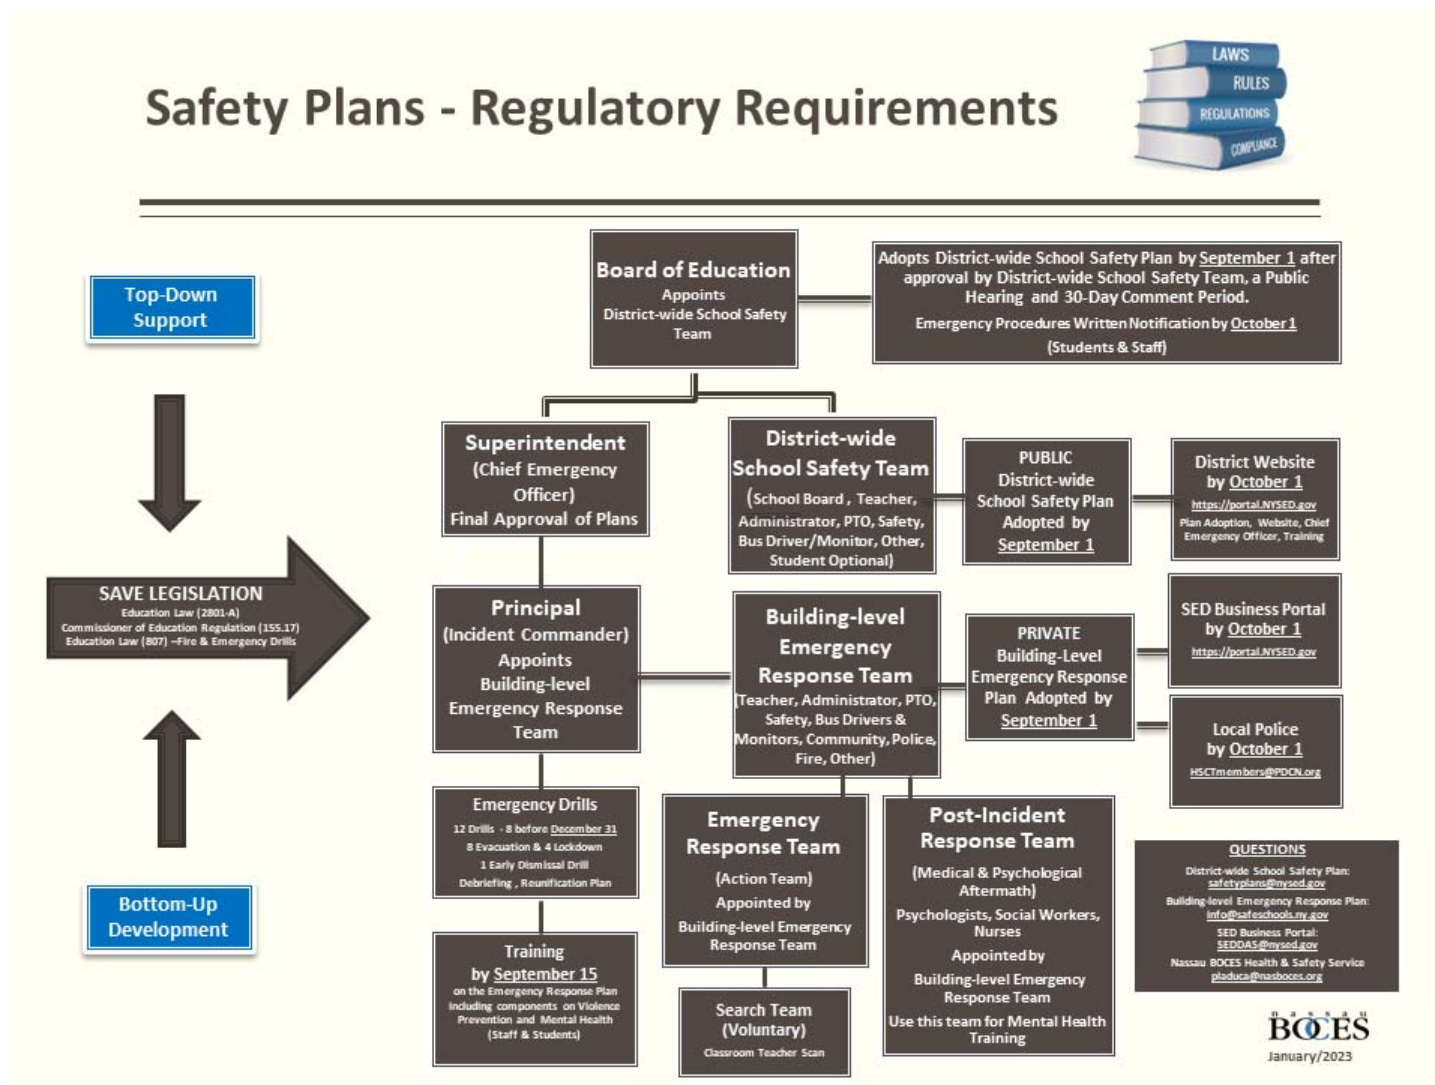 Safety Plans - Regulatory Requirements
LAWS
RULES
REGULATIONS
COMPLIANCE
Top-Down
Support
SAVE LEGISLATION
Education Law (2801-A)
Commissioner of Education Regulation (155.17)
Education Law (807) –Fire & Emergency Drills
Bottom-Up
Development
Board of Education
Appoints
District-wide School Safety
Team
Adopts District-wide School Safety Plan by September 1 after
approval by District-wide School Safety Team, a Public
Hearing and 30-Day Comment Period.
Emergency Procedures Written Notification by October 1
(Students & Staff)
Superintendent
(Chief Emergency
Officer)
Final Approval of Plans
District-wide
School Safety Team
(School Board , Teacher,
Administrator, PTO, Safety,
Bus Driver/Monitor, Other,
Student Optional)
PUBLIC
District-wide
School Safety Plan
Adopted by
September 1
District Website
by October 1
https://portal.NYSED.gov
Plan Adoption, Website, Chief
Emergency Officer, Training
Principal
(Incident Commander)
Appoints
Building-level
Emergency Response
Team
Building-level
Emergency
Response Team
(Teacher, Administrator, PTO,
Safety, Bus Drivers &
Monitors, Community, Police,
Fire, Other)
PRIVATE
Building-Level
Emergency Response
Plan Adopted by
September 1
SED Business Portal
by October 1
https://portal.NYSED.gov
Local Police
by October 1
HSCTmembers@PDCN.org
Emergency Drills
12 Drills - 8 before December 31
8 Evacuation & 4 Lockdown
1 Early Dismissal Drill
Debriefing , Reunification Plan
Training
by September 15
on the Emergency Response Plan
including components on Violence
Prevention and Mental Health
(Staff & Students)
Emergency
Response Team
(Action Team)
Appointed by
Building-level Emergency
Response Team
Search Team
(Voluntary)
Classroom Teacher Scan
Post-Incident
Response Team
(Medical & Psychological
Aftermath)
Psychologists, Social Workers,
Nurses
Appointed by
Building-level Emergency
Response Team
Use this team for Mental Health
Training
QUESTIONS
District-wide School Safety Plan:
safetyplans@nysed.gov
Building-level Emergency Response Plan:
info@safeschools.ny.gov
SED Business Portal:
SEDDAS@nysed.gov
Nassau BOCES Health & Safety Service
pladuca@nasboces.org
nassau
BOCES
January/2023